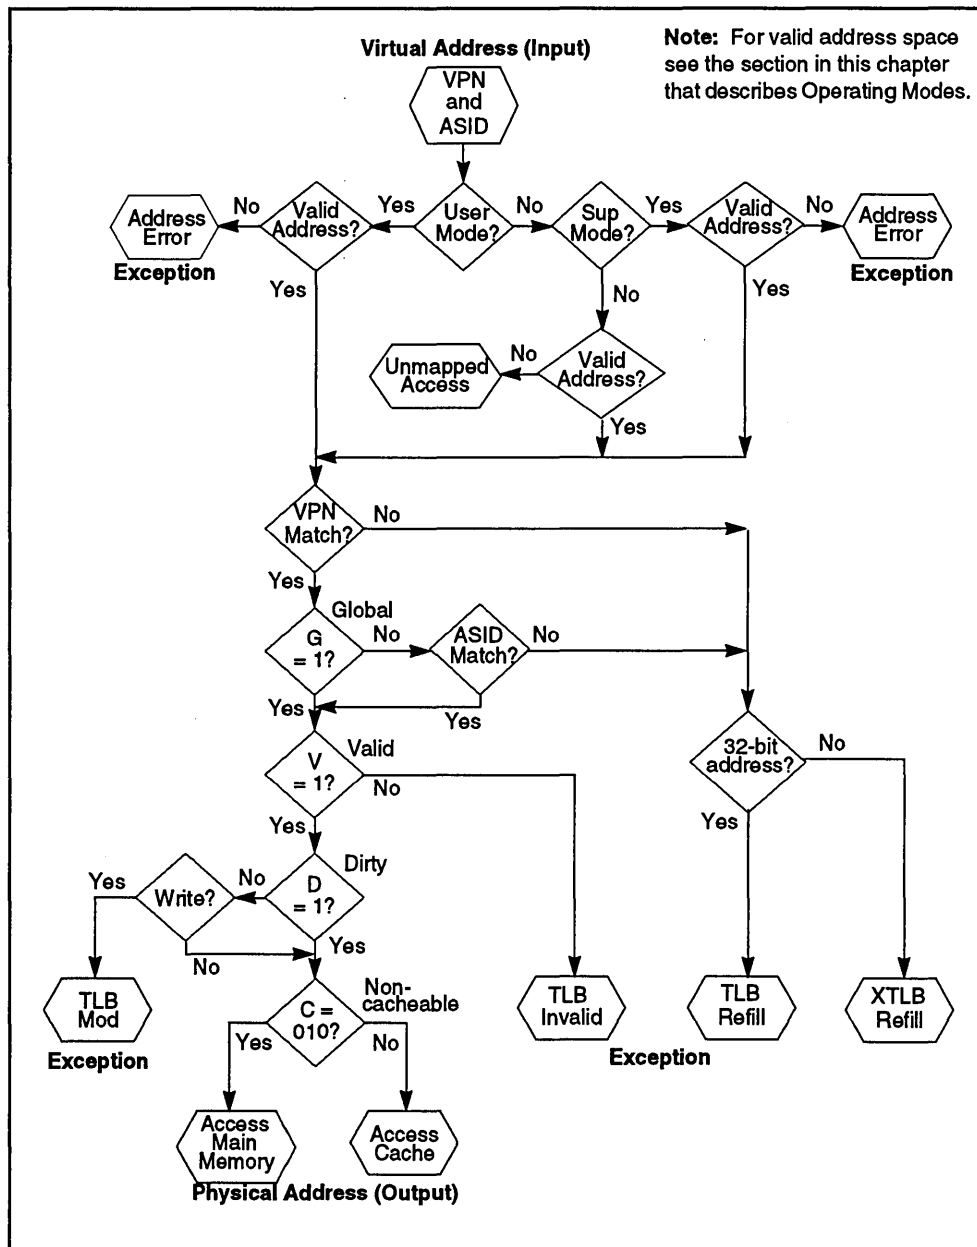 Virtual Address (Input)
Note: For valid address space
see the section in this chapter
that describes Operating Modes.
VPN
and
ASID
Address
Error
Exception
No
Valid
Address?
Yes
Yes
User
Mode?
No
Sup
Mode?
No
Yes
Valid
Address?
Yes
No
Address
Error
Exception
Unmapped
Access
No
Valid
Address?
Yes
VPN
Match?
No
Yes
Global
G
= 1?
No
Yes
ASID
Match?
No
Yes
Valid
V
= 1?
No
Yes
32-bit
address?
No
Yes
Dirty
D
= 1?
No
Yes
Write?
Yes
No
TLB
Mod
Exception
Non-
cacheable
C =
010?
Yes
No
TLB
Invalid
TLB
Refill
XTLB
Refill
Exception
Access
Main
Memory
Access
Cache
Physical Address (Output)